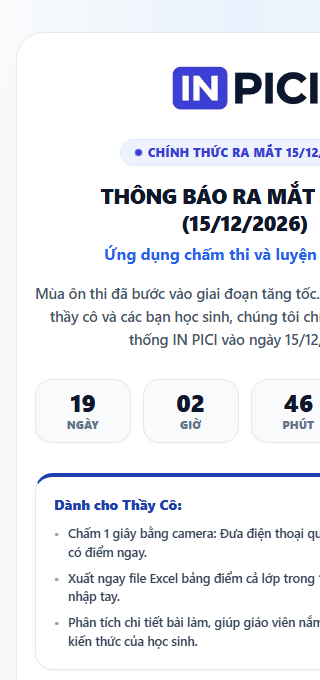 IN PICI
CHÍNH THỨC RA MẮT 15/12/
THÔNG BÁO RA MẮT
(15/12/2026)
Ứng dụng chấm thi và luyện
Mùa ôn thi đã bước vào giai đoạn tăng tốc.
thầy cô và các bạn học sinh, chúng tôi
thống IN PICI vào ngày 15/12,
19
NGÀY
02
GIỜ
46
PHÚT
Dành cho Thầy Cô:
Chấm 1 giây bằng camera: Đưa điện thoại
có điểm ngay.
Xuất ngay file Excel bảng điểm cả lớp trong
nhập tay.
Phân tích chi tiết bài làm, giúp giáo viên nắm
kiến thức của học sinh.